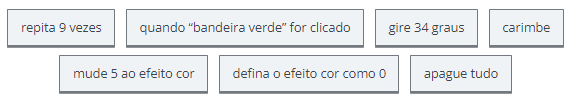 repita 9 vezes quando “bandeira verde” for clicado gire 34 graus carimbe
mude 5 ao efeito cor defina o efeito cor como 0 apague tudo